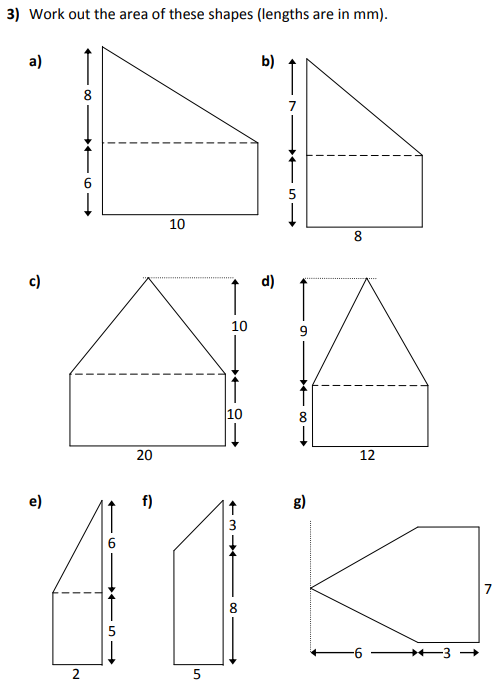 3) Work out the area of these shapes (lengths are in mm).
a)
8
6
10
b)
7
5
8
c)
10
10
20
d)
9
8
12
e)
6
5
2
f)
3
8
5
g)
7
6
3